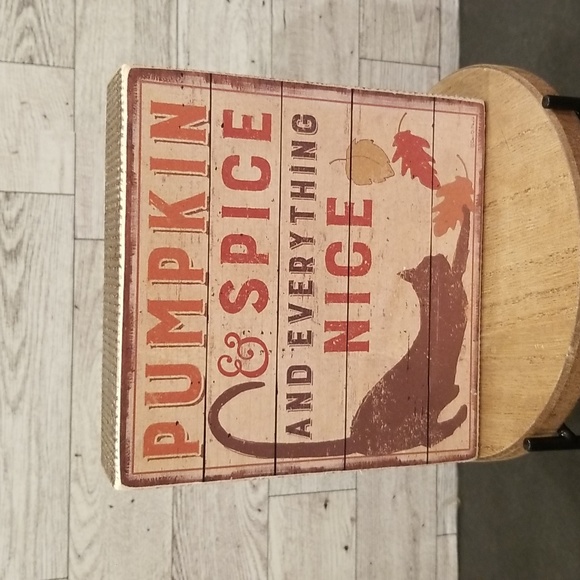 PUMPKIN
& SPICE
AND EVERYTHING
NICE